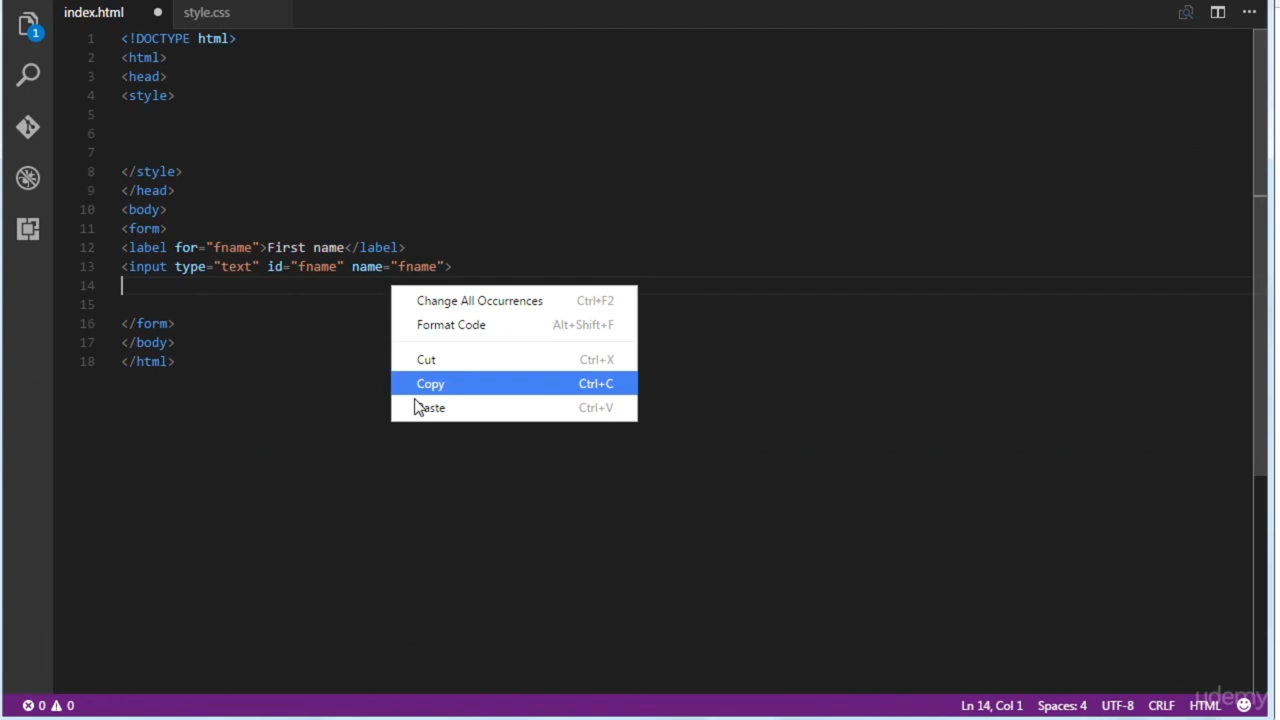 index.html style.css
1
1 <!DOCTYPE html>
2 <html>
3 <head>
4 <style>
5
6
7
8 </style>
9 </head>
10 <body>
11 <form>
12 <label for="fname">First name</label>
13 <input type="text" id="fname" name="fname">
14
15
16 </form>
17 </body>
18 </html>
Change All Occurrences Ctrl+F2
Format Code Alt+Shift+F
Cut Ctrl+X
Copy Ctrl+C
Paste Ctrl+V
0 0 Ln 14, Col 1 Spaces: 4 UTF-8 CRLF HTML
udemy